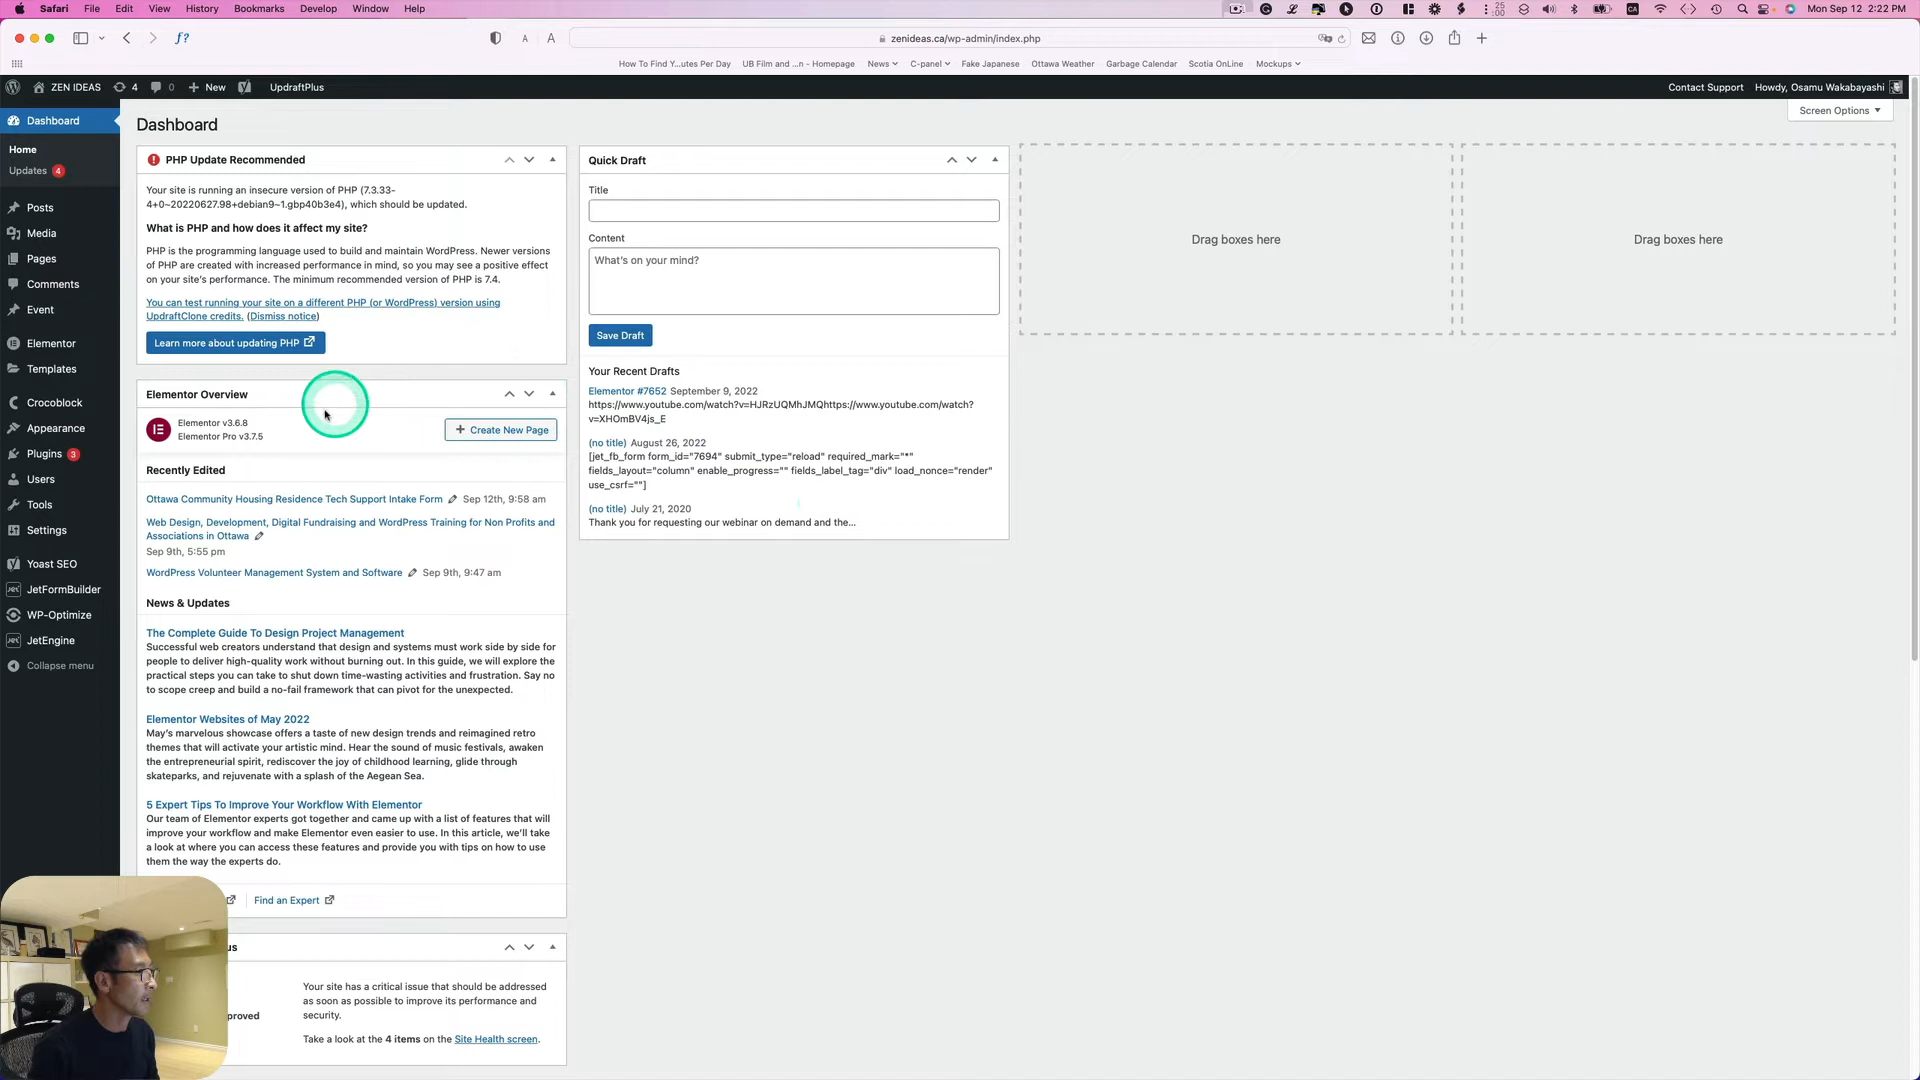 Safari File Edit View History Bookmarks Develop Window Help
25
:00
CA
Mon Sep 12 2:22 PM
f?
A A
zenideas.ca/wp-admin/index.php
How To Find Y...utes Per Day UB Film and ...n - Homepage News C-panel Fake Japanese Ottawa Weather Garbage Calendar Scotia OnLine Mockups
ZEN IDEAS 4 0 + New UpdraftPlus
Contact Support Howdy, Osamu Wakabayashi
Screen Options
Dashboard
Home
Updates 4
Posts
Media
Pages
Comments
Event
Elementor
Templates
Crocoblock
Appearance
Plugins 3
Users
Tools
Settings
Yoast SEO
JetFormBuilder
WP-Optimize
JetEngine
Collapse menu
Dashboard
PHP Update Recommended
Your site is running an insecure version of PHP (7.3.33-
4+0~20220627.98+debian9~1.gbp40b3e4), which should be updated.
What is PHP and how does it affect my site?
PHP is the programming language used to build and maintain WordPress. Newer versions
of PHP are created with increased performance in mind, so you may see a positive effect
on your site's performance. The minimum recommended version of PHP is 7.4.
You can test running your site on a different PHP (or WordPress) version using
UpdraftClone credits. (Dismiss notice)
Learn more about updating PHP
Elementor Overview
Elementor v3.6.8
Elementor Pro v3.7.5
+ Create New Page
Recently Edited
Ottawa Community Housing Residence Tech Support Intake Form Sep 12th, 9:58 am
Web Design, Development, Digital Fundraising and WordPress Training for Non Profits and
Associations in Ottawa
Sep 9th, 5:55 pm
WordPress Volunteer Management System and Software Sep 9th, 9:47 am
News & Updates
The Complete Guide To Design Project Management
Successful web creators understand that design and systems must work side by side for
people to deliver high-quality work without burning out. In this guide, we will explore the
practical steps you can take to shut down time-wasting activities and frustration. Say no
to scope creep and build a no-fail framework that can pivot for the unexpected.
Elementor Websites of May 2022
May's marvelous showcase offers a taste of new design trends and reimagined retro
themes that will activate your artistic mind. Hear the sound of music festivals, awaken
the entrepreneurial spirit, rediscover the joy of childhood learning, glide through
skateparks, and rejuvenate with a splash of the Aegean Sea.
5 Expert Tips To Improve Your Workflow With Elementor
Our team of Elementor experts got together and came up with a list of features that will
improve your workflow and make Elementor even easier to use. In this article, we'll take
a look at where you can access these features and provide you with tips on how to use
them the way the experts do.
Find an Expert
us
Your site has a critical issue that should be addressed
as soon as possible to improve its performance and
security.
proved
Take a look at the 4 items on the Site Health screen.
Quick Draft
Title
Content
What's on your mind?
Save Draft
Your Recent Drafts
Elementor #7652 September 9, 2022
https://www.youtube.com/watch?v=HJRzUQMhJMQhttps://www.youtube.com/watch?
v=XHOmBV4js_E
(no title) August 26, 2022
[jet_fb_form form_id="7694" submit_type="reload" required_mark="*"
fields_layout="column" enable_progress="" fields_label_tag="div" load_nonce="render"
use_csrf=""]
(no title) July 21, 2020
Thank you for requesting our webinar on demand and the...
Drag boxes here
Drag boxes here